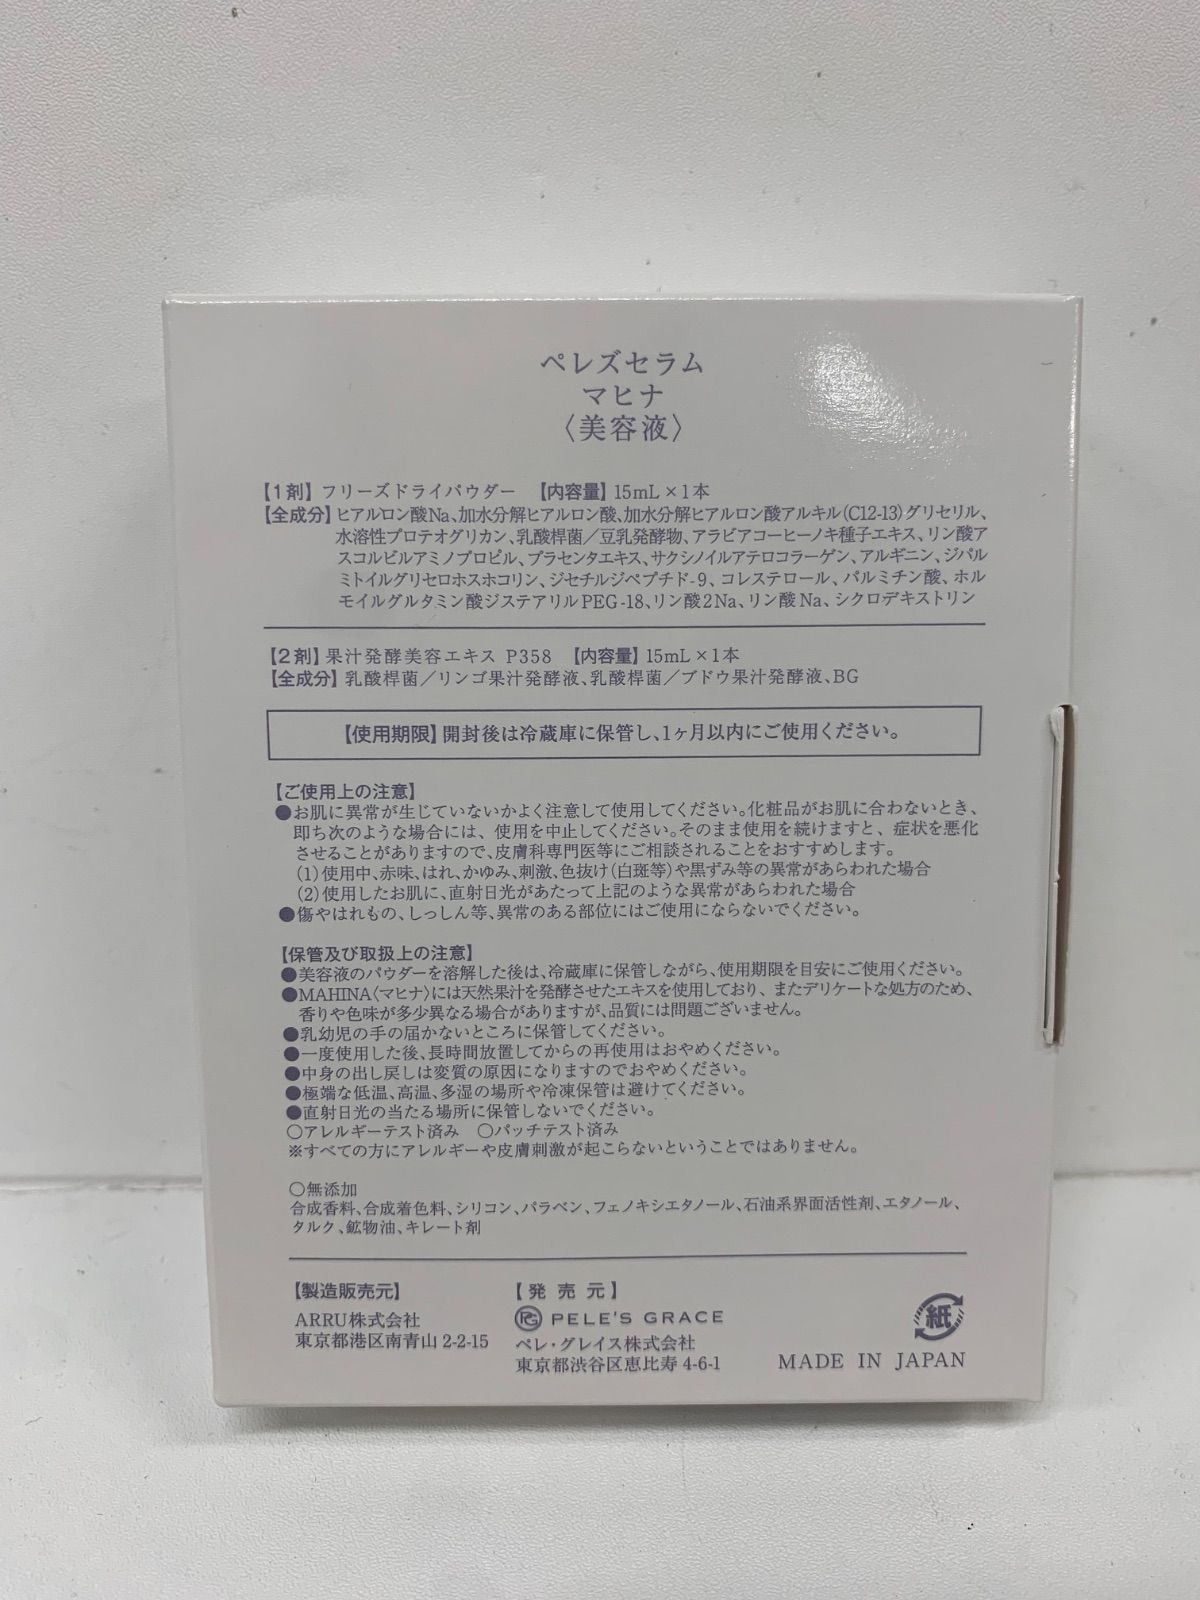 ペレズセラム
マヒナ
〈美容液〉
【1剤】フリーズドライパウダー 【内容量】15mL×1本
【全成分】ヒアルロン酸Na、加水分解ヒアルロン酸、加水分解ヒアルロン酸アルキル(C12-13)グリセリル、
水溶性プロテオグリカン、乳酸桿菌/豆乳発酵物、アラビアコーヒーノキ種子エキス、リン酸ア
スコルビルアミノプロピル、プラセンタエキス、サクシノイルアテロコラーゲン、アルギニン、ジパル
ミトイルグリセロホスホコリン、ジセチルジペプチド-9、コレステロール、パルミチン酸、ホル
モイルグルタミン酸ジステアリルPEG-18、リン酸2Na、リン酸Na、シクロデキストリン
【2剤】果汁発酵美容エキス P358 【内容量】15mL×1本
【全成分】乳酸桿菌/リンゴ果汁発酵液、乳酸桿菌/ブドウ果汁発酵液、BG
【使用期限】開封後は冷蔵庫に保管し、1ヶ月以内にご使用ください。
【ご使用上の注意】
●お肌に異常が生じていないかよく注意して使用してください。化粧品がお肌に合わないとき、
即ち次のような場合には、使用を中止してください。そのまま使用を続けますと、症状を悪化
させることがありますので、皮膚科専門医等にご相談されることをおすすめします。
(1)使用中、赤味、はれ、かゆみ、刺激、色抜け(白斑等)や黒ずみ等の異常があらわれた場合
(2)使用したお肌に、直射日光があたって上記のような異常があらわれた場合
●傷やはれもの、しっしん等、異常のある部位にはご使用にならないでください。
【保管及び取扱上の注意】
●美容液のパウダーを溶解した後は、冷蔵庫に保管しながら、使用期限を目安にご使用ください。
●MAHINA〈マヒナ〉には天然果汁を発酵させたエキスを使用しており、またデリケートな処方のため、
香りや色味が多少異なる場合がありますが、品質には問題ございません。
●乳幼児の手の届かないところに保管してください。
●一度使用した後、長時間放置してからの再使用はおやめください。
●中身の出し戻しは変質の原因になりますのでおやめください。
●極端な低温、高温、多湿の場所や冷凍保管は避けてください。
●直射日光の当たる場所に保管しないでください。
○アレルギーテスト済み ○パッチテスト済み
※すべての方にアレルギーや皮膚刺激が起こらないということではありません。
○無添加
合成香料、合成着色料、シリコン、パラベン、フェノキシエタノール、石油系界面活性剤、エタノール、
タルク、鉱物油、キレート剤
【製造販売元】
ARRU株式会社
東京都港区南青山 2-2-15
【発売元】
PG PELE'S GRACE
ペレ・グレイス株式会社
東京都渋谷区恵比寿 4-6-1
紙
MADE IN JAPAN